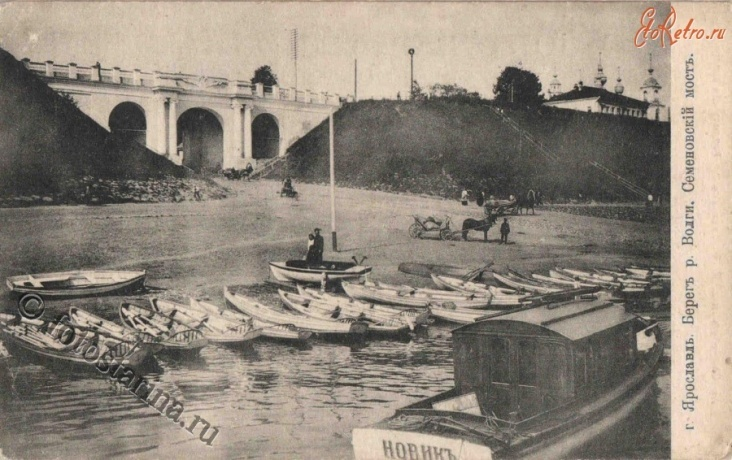 EtoRetro.ru
г. Ярославль. Берегъ р. Волги. Семеновскій мостъ.
© fotostarina.ru
НОВИКЪ